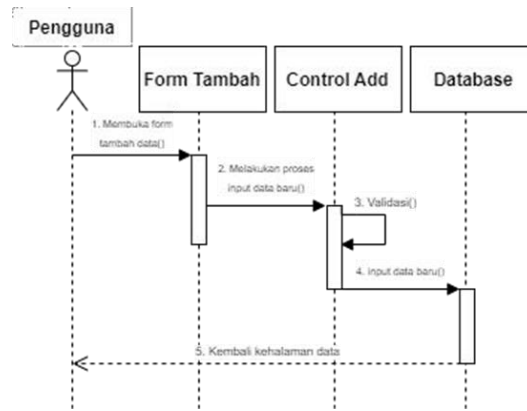 Pengguna
Form Tambah
Control Add
Database
1. Membuka form
tambah data()
2. Melakukan proses
input data baru()
3. Validasi()
4. input data baru()
5. Kembali kehalaman data